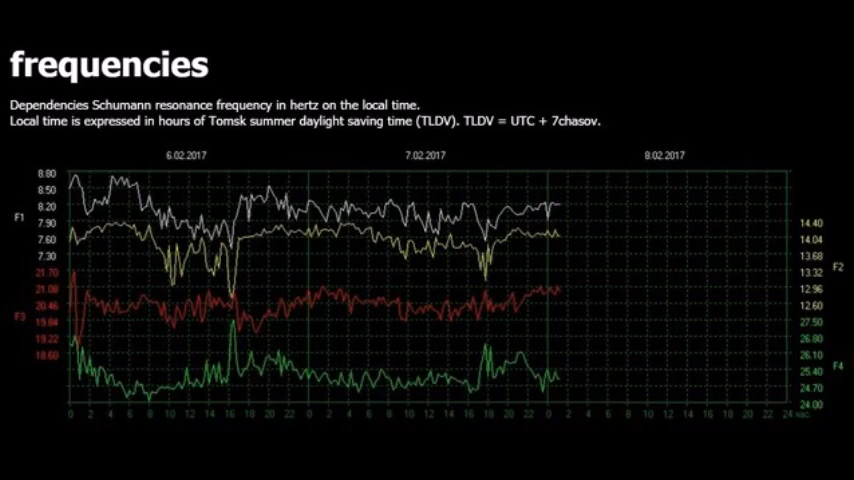 frequencies
Dependencies Schumann resonance frequency in hertz on the local time.
Local time is expressed in hours of Tomsk summer daylight saving time (TLDV). TLDV = UTC + 7chasov.
6.02.2017 7.02.2017 8.02.2017
8.80
8.50
8.20
F1
7.90 14.40
7.60 14.04
7.30 13.68
F2
21.70 13.32
21.08 12.96
20.46 12.60
F3
19.84 27.50
19.22 26.80
18.60 26.10
F4
25.40
24.70
24.00
0 2 4 6 8 10 12 14 16 18 20 22 0 2 4 6 8 10 12 14 16 18 20 22 0 2 4 6 8 10 12 14 16 18 20 22 24 час.